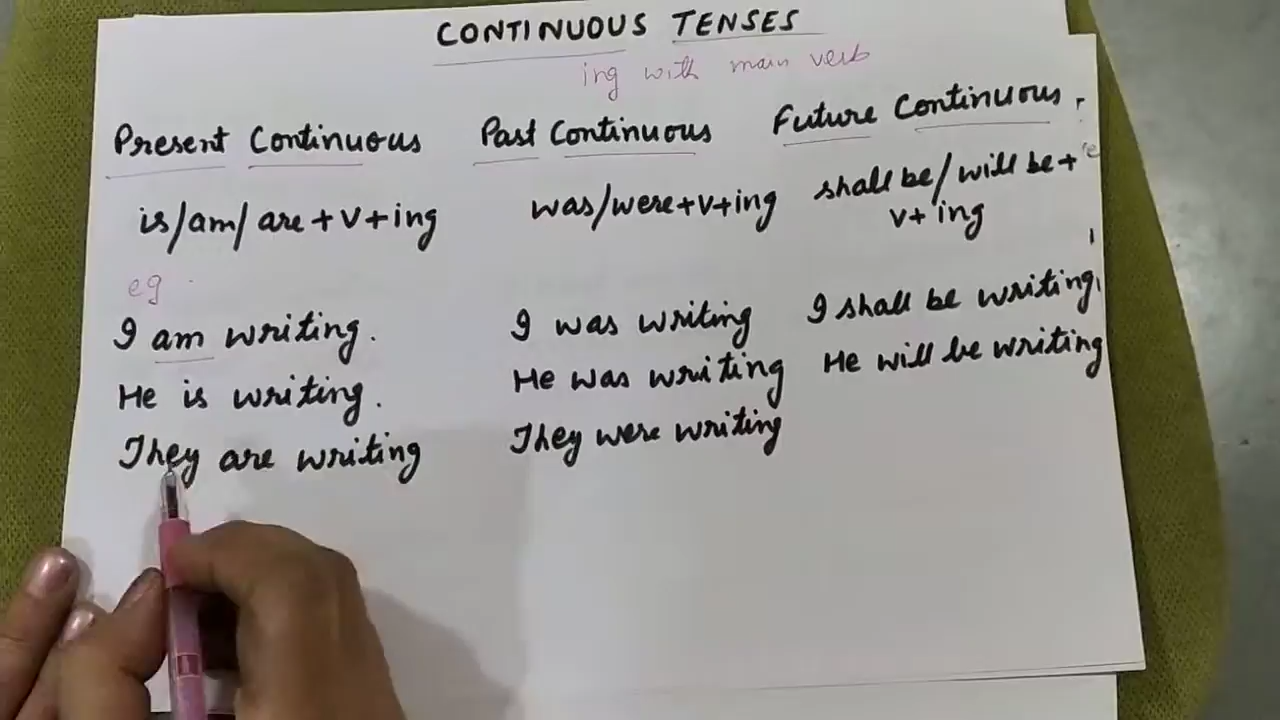 CONTINUOUS TENSES
ing with main verb
Present Continuous
is/am/are+v+ing
eg
I am writing.
He is writing.
They are writing
Past Continuous
was/were+v+ing
I was writing
He was writing
They were writing
Future Continuous
shall be/will be+
v+ing
I shall be writing
He will be writing